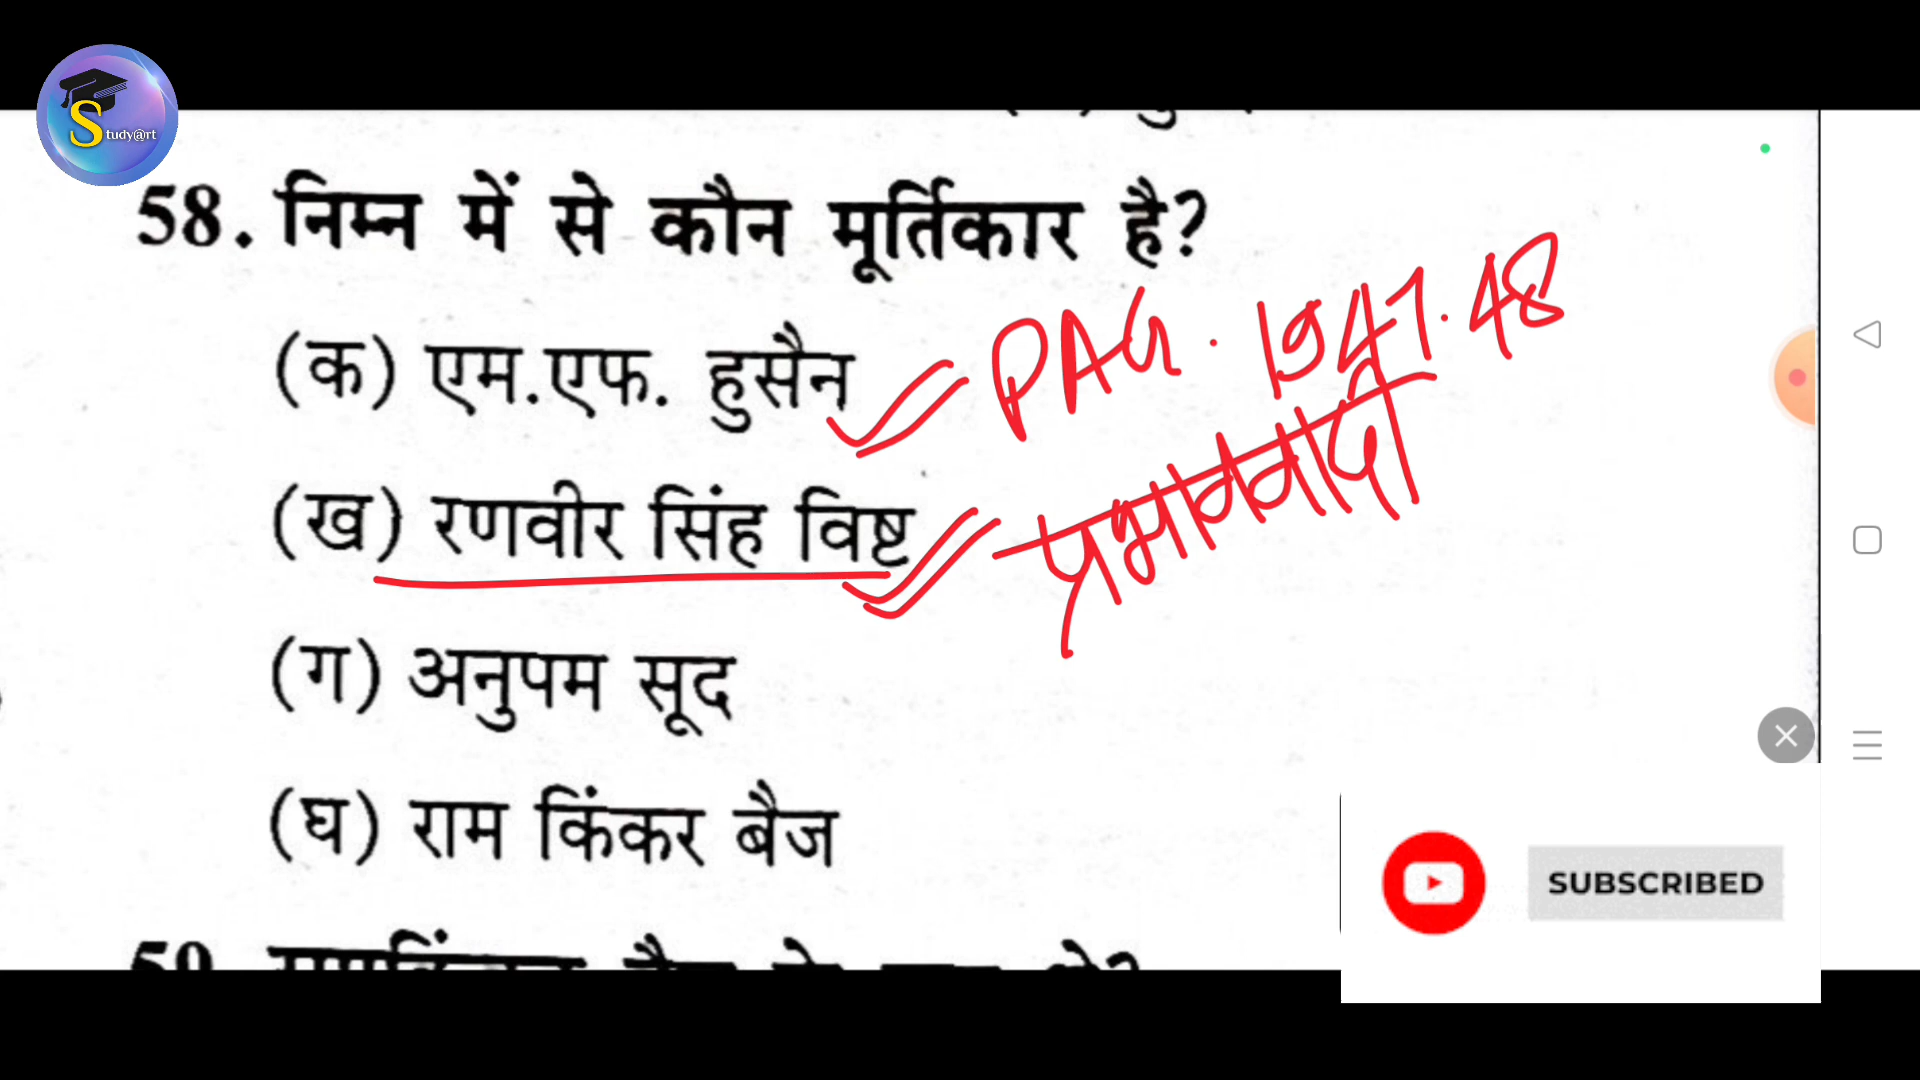 Study@rt
58. निम्न में से कौन मूर्तिकार है?
(क) एम.एफ. हुसैन
PAG. 1947.48
(ख) रणवीर सिंह विष्ट
प्रभाववादी
(ग) अनुपम सूद
(घ) राम किंकर बैज
SUBSCRIBED